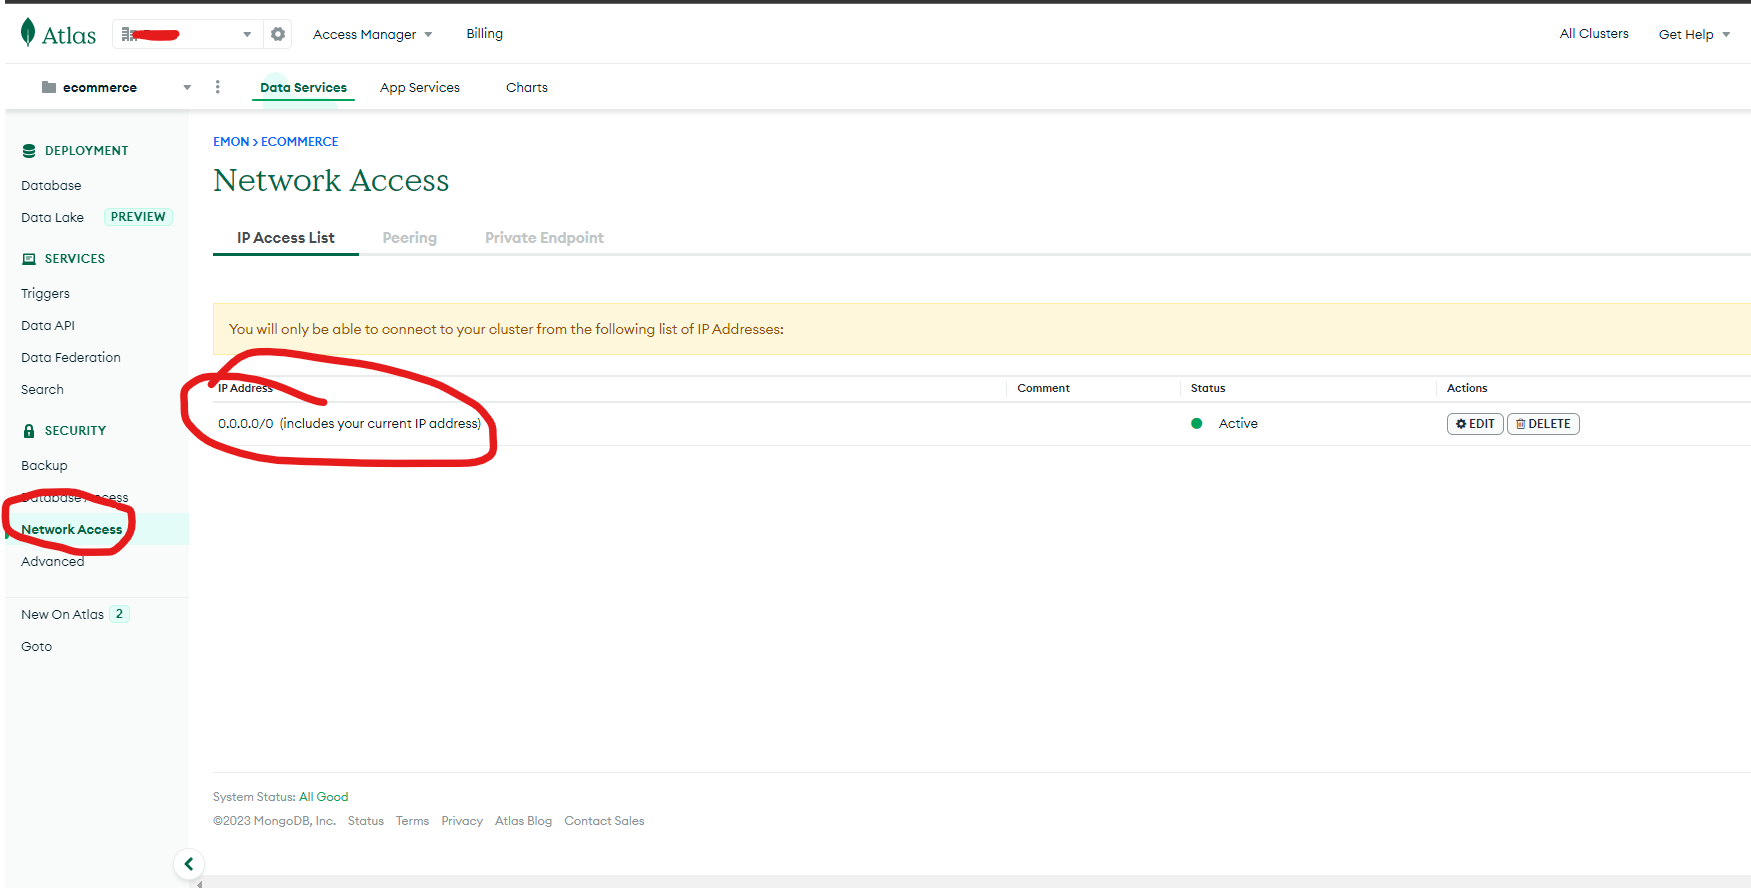 Atlas
Access Manager
Billing
All Clusters
Get Help
ecommerce
Data Services
App Services
Charts
DEPLOYMENT
Database
Data Lake PREVIEW
SERVICES
Triggers
Data API
Data Federation
Search
SECURITY
Backup
Database Access
Network Access
Advanced
New On Atlas 2
Goto
EMON > ECOMMERCE
Network Access
IP Access List
Peering
Private Endpoint
You will only be able to connect to your cluster from the following list of IP Addresses:
IP Address
Comment
Status
Actions
0.0.0.0/0 (includes your current IP address)
Active
EDIT
DELETE
System Status: All Good
©2023 MongoDB, Inc. Status Terms Privacy Atlas Blog Contact Sales